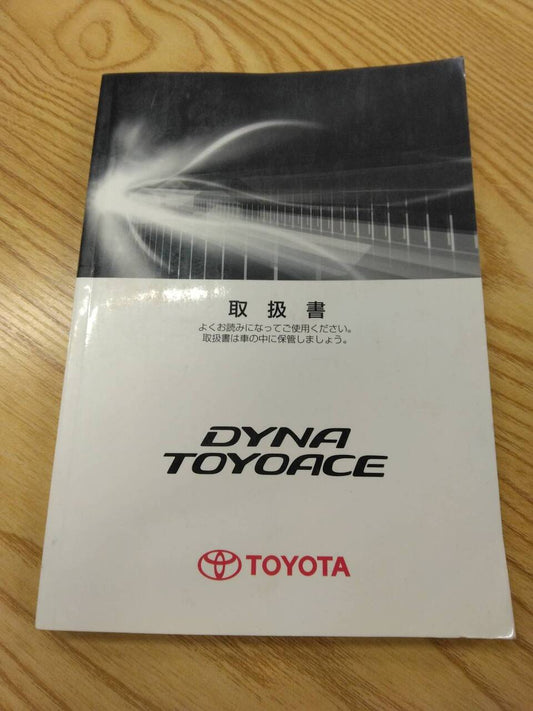 取扱書
よくお読みになってご使用ください。
取扱書は車の中に保管しましょう。
DYNA
TOYOACE
TOYOTA